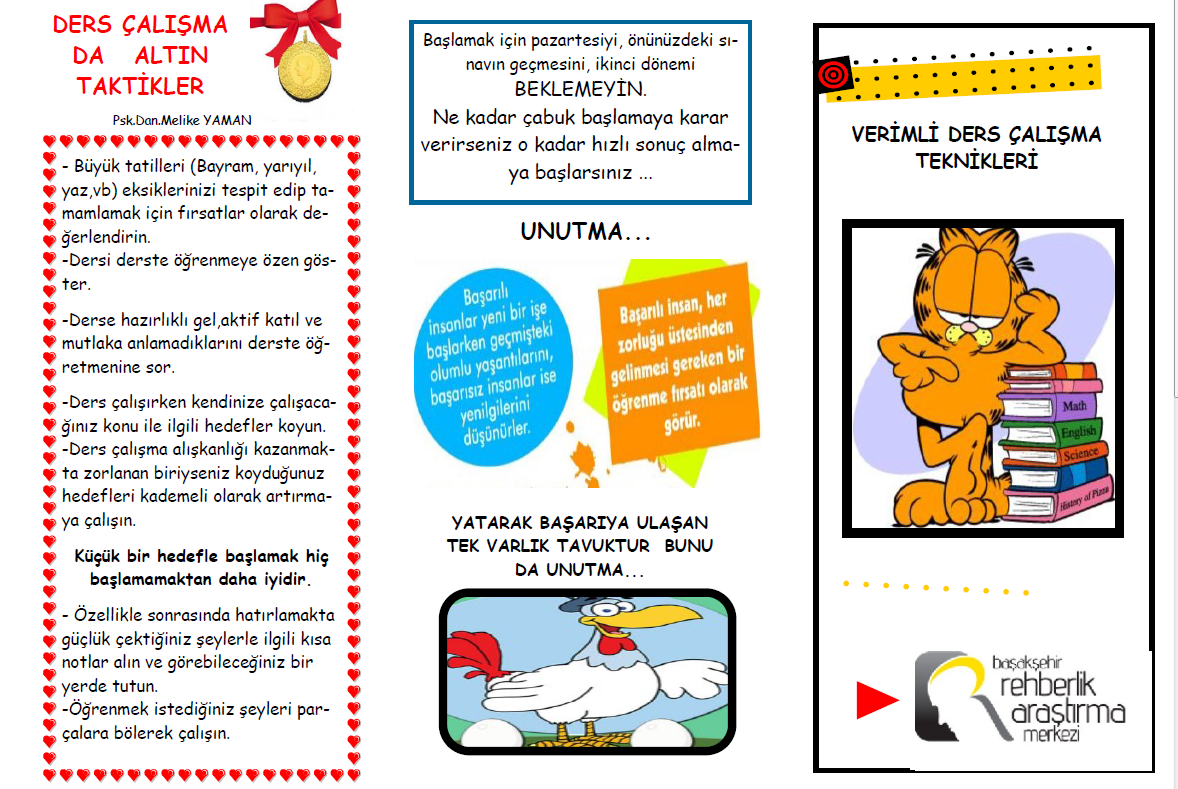 DERS ÇALIŞMA
DA ALTIN
TAKTİKLER
Psk.Dan.Melike YAMAN
- Büyük tatilleri (Bayram, yarıyıl,
yaz,vb) eksiklerinizi tespit edip ta-
mamlamak için fırsatlar olarak de-
ğerlendirin.
-Dersi derste öğrenmeye özen gös-
ter.
-Derse hazırlıklı gel,aktif katıl ve
mutlaka anlamadıklarını derste öğ-
retmenine sor.
-Ders çalışırken kendinize çalışaca-
ğınız konu ile ilgili hedefler koyun.
-Ders çalışma alışkanlığı kazanmak-
ta zorlanan biriyseniz koyduğunuz
hedefleri kademeli olarak artırma-
ya çalışın.
Küçük bir hedefle başlamak hiç
başlamamaktan daha iyidir.
- Özellikle sonrasında hatırlamakta
güçlük çektiğiniz şeylerle ilgili kısa
notlar alın ve görebileceğiniz bir
yerde tutun.
-Öğrenmek istediğiniz şeyleri par-
çalara bölerek çalışın.
Başlamak için pazartesiyi, önünüzdeki sı-
navın geçmesini, ikinci dönemi
BEKLEMEYİN.
Ne kadar çabuk başlamaya karar
verirseniz o kadar hızlı sonuç alma-
ya başlarsınız ...
UNUTMA...
Başarılı
insanlar yeni bir işe
başlarken geçmişteki
olumlu yaşantılarını,
başarısız insanlar ise
yenilgilerini
düşünürler.
Başarılı insan, her
zorluğu üstesinden
gelinmesi gereken bir
öğrenme fırsatı olarak
görür.
YATARAK BAŞARIYA ULAŞAN
TEK VARLIK TAVUKTUR BUNU
DA UNUTMA...
VERİMLİ DERS ÇALIŞMA
TEKNİKLERİ
Math
English
Science
History of Pizza
başakşehir
rehberlik
araştırma
merkezi